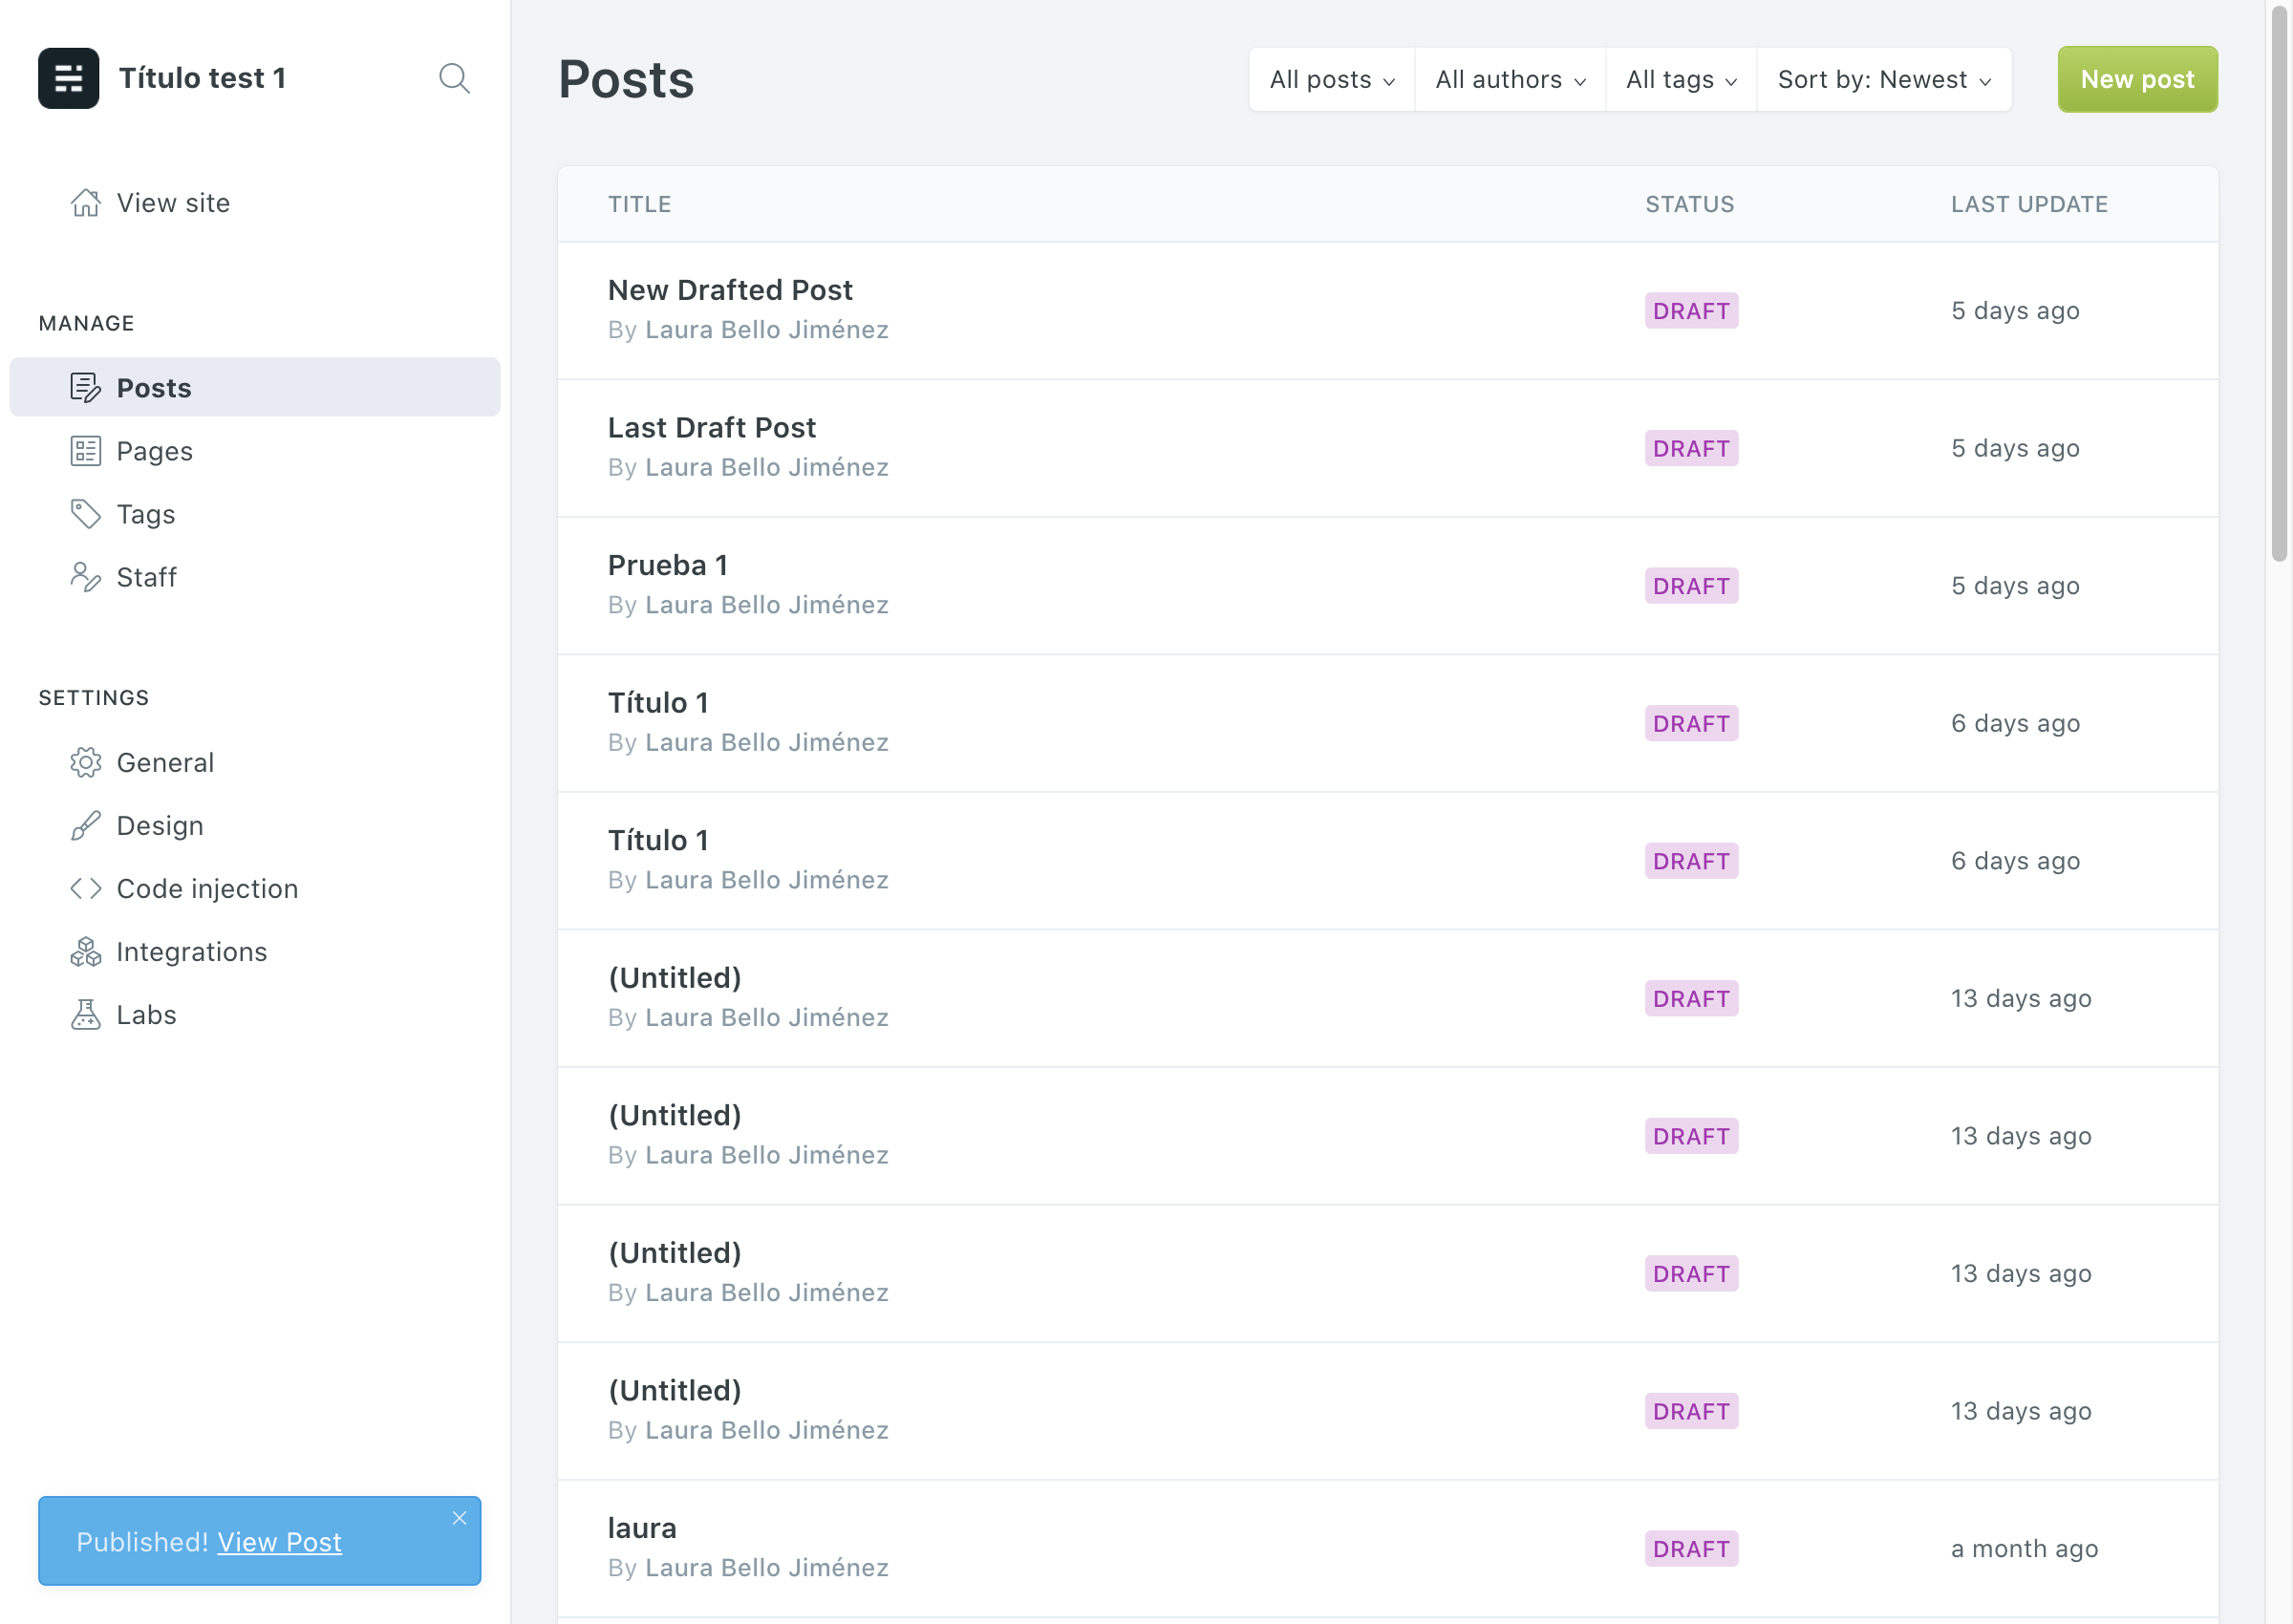 Título test 1
View site
MANAGE
Posts
Pages
Tags
Staff
SETTINGS
General
Design
Code injection
Integrations
Labs
Published! View Post
Posts
All posts
All authors
All tags
Sort by: Newest
New post
TITLE STATUS LAST UPDATE
New Drafted Post
By Laura Bello Jiménez
DRAFT
5 days ago
Last Draft Post
By Laura Bello Jiménez
DRAFT
5 days ago
Prueba 1
By Laura Bello Jiménez
DRAFT
5 days ago
Título 1
By Laura Bello Jiménez
DRAFT
6 days ago
Título 1
By Laura Bello Jiménez
DRAFT
6 days ago
(Untitled)
By Laura Bello Jiménez
DRAFT
13 days ago
(Untitled)
By Laura Bello Jiménez
DRAFT
13 days ago
(Untitled)
By Laura Bello Jiménez
DRAFT
13 days ago
(Untitled)
By Laura Bello Jiménez
DRAFT
13 days ago
laura
By Laura Bello Jiménez
DRAFT
a month ago